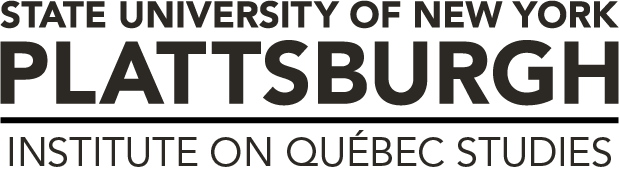 STATE UNIVERSITY OF NEW YORK
PLATTSBURGH
INSTITUTE ON QUÉBEC STUDIES